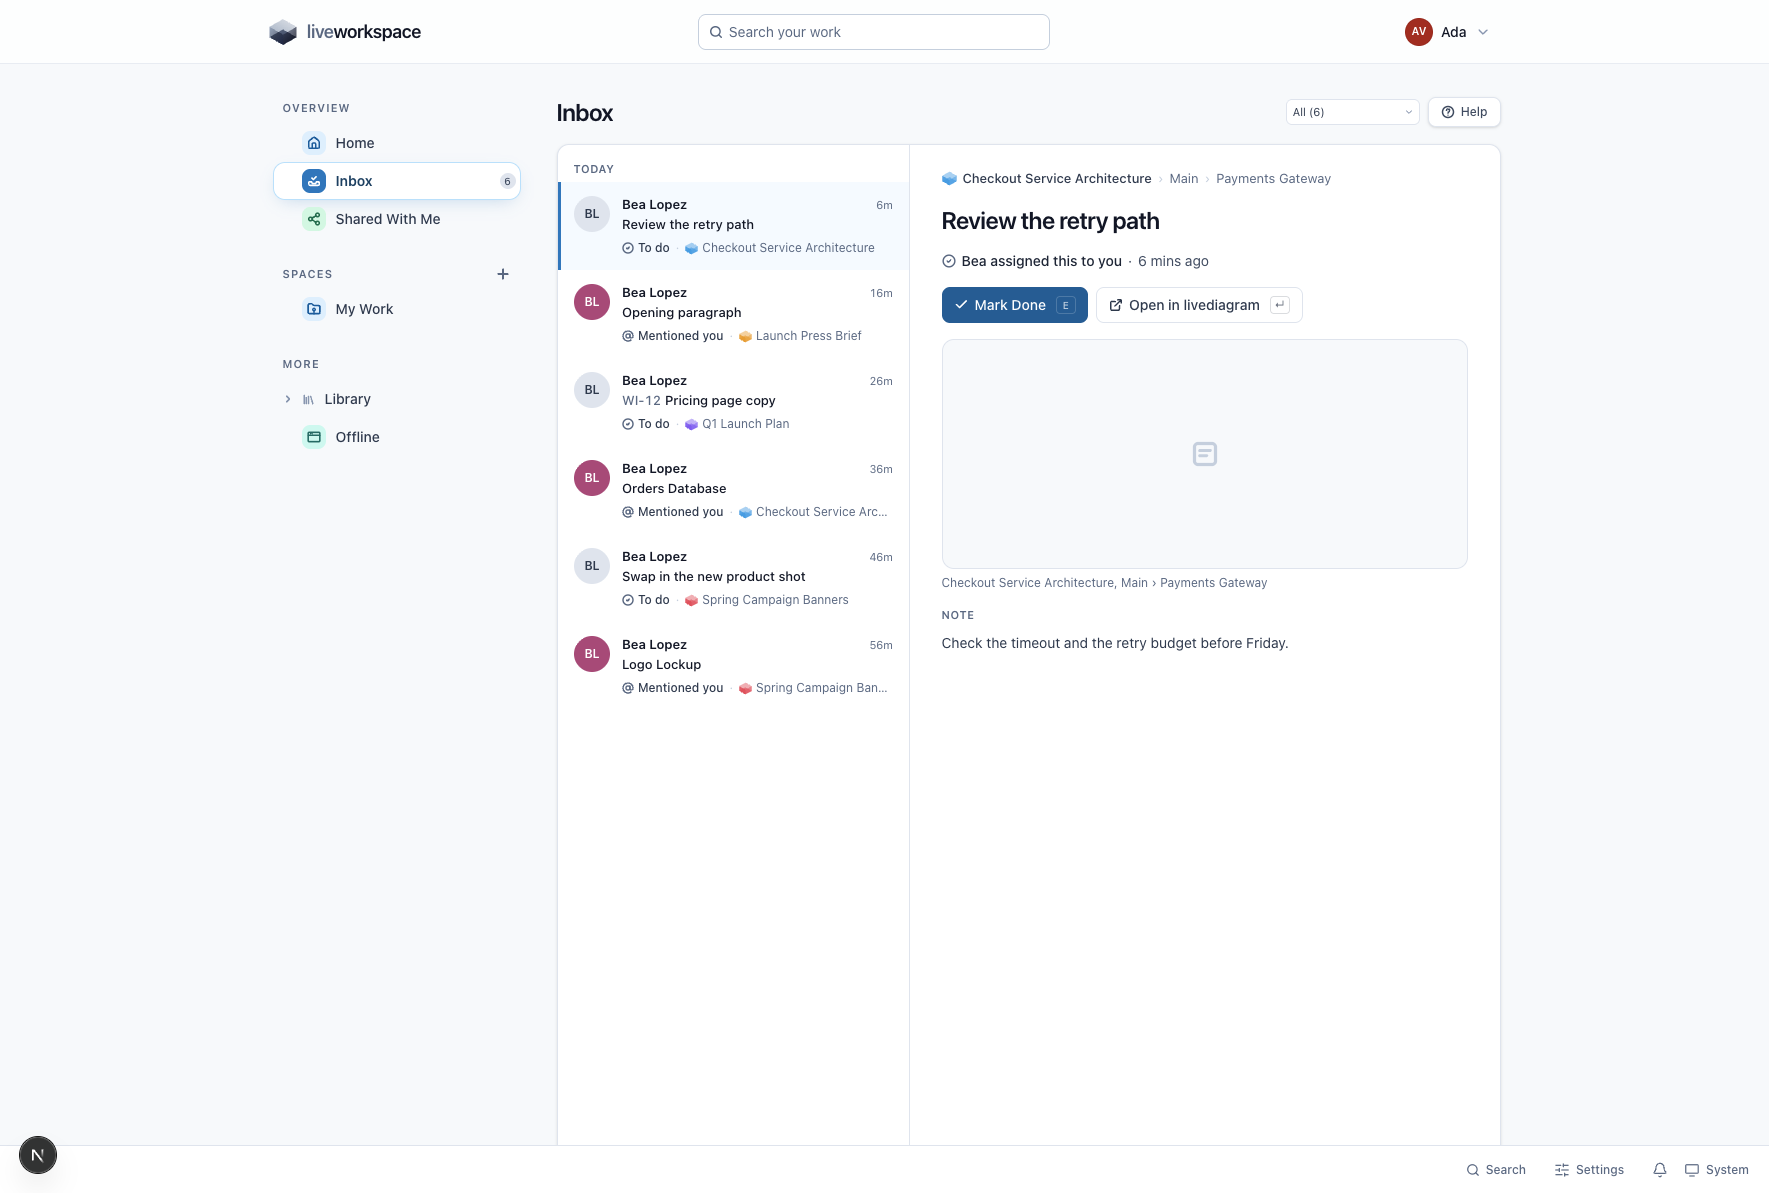 liveworkspace
Search your work
AV Ada
OVERVIEW
Home
Inbox 6
Shared With Me
SPACES
My Work
MORE
Library
Offline
Inbox
All (6)
Help
TODAY
BL Bea Lopez 6m
Review the retry path
To do · Checkout Service Architecture
BL Bea Lopez 16m
Opening paragraph
Mentioned you · Launch Press Brief
BL Bea Lopez 26m
WI-12 Pricing page copy
To do · Q1 Launch Plan
BL Bea Lopez 36m
Orders Database
Mentioned you · Checkout Service Arc...
BL Bea Lopez 46m
Swap in the new product shot
To do · Spring Campaign Banners
BL Bea Lopez 56m
Logo Lockup
Mentioned you · Spring Campaign Ban...
Checkout Service Architecture › Main › Payments Gateway
Review the retry path
Bea assigned this to you · 6 mins ago
Mark Done E
Open in livediagram ↵
Checkout Service Architecture, Main › Payments Gateway
NOTE
Check the timeout and the retry budget before Friday.
N
Search
Settings
System